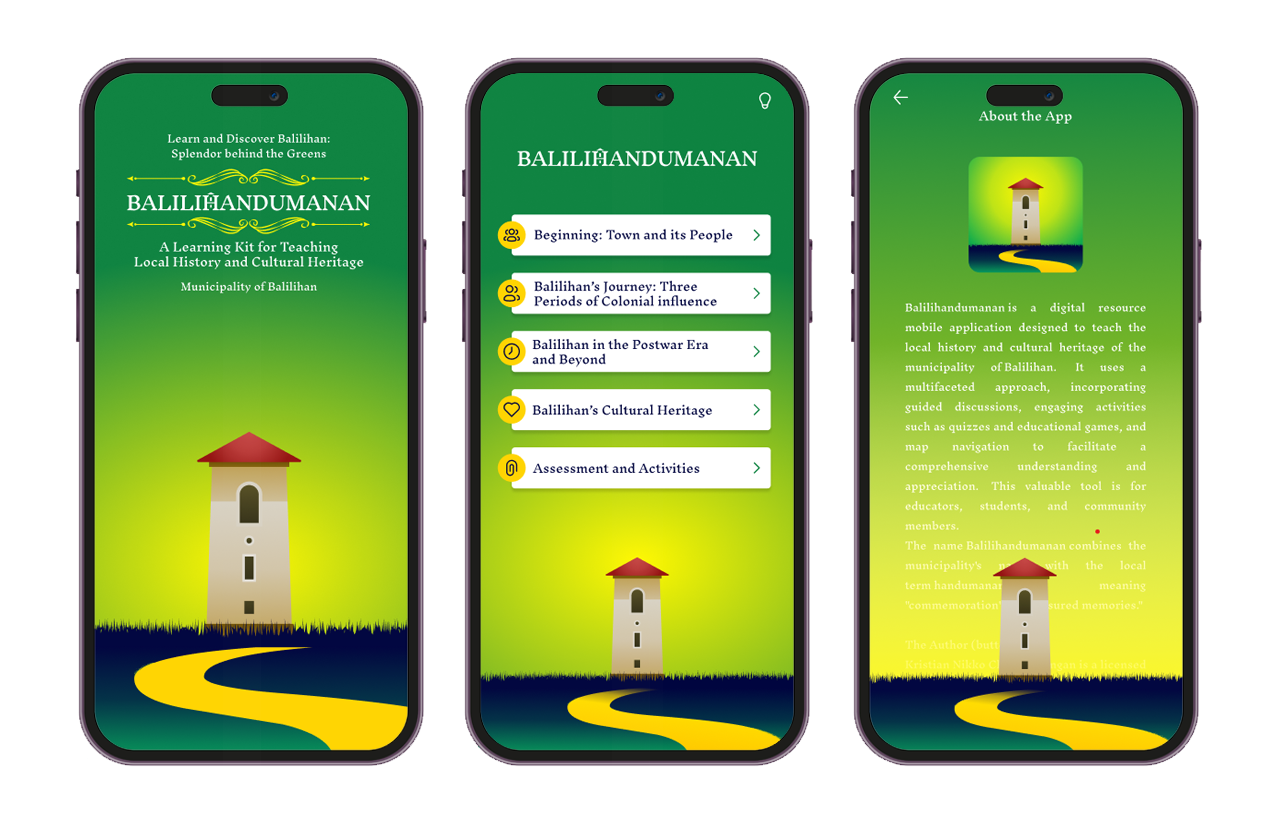 Learn and Discover Balilihan:
Splendor behind the Greens
BALILIHANDUMANAN
A Learning Kit for Teaching
Local History and Cultural Heritage
Municipality of Balilihan
BALILIHANDUMANAN
Beginning: Town and its People
Balilihan's Journey: Three
Periods of Colonial influence
Balilihan in the Postwar Era
and Beyond
Balilihan's Cultural Heritage
Assessment and Activities
About the App
Balilihandumanan is a digital resource
mobile application designed to teach the
local history and cultural heritage of the
municipality of Balilihan. It uses a
multifaceted approach, incorporating
guided discussions, engaging activities
such as quizzes and educational games, and
map navigation to facilitate a
comprehensive understanding and
appreciation. This valuable tool is for
educators, students, and community
members.
The name Balilihandumanan combines the
municipality's with the local
term meaning
"commemoration memories."
The Author
is a licensed